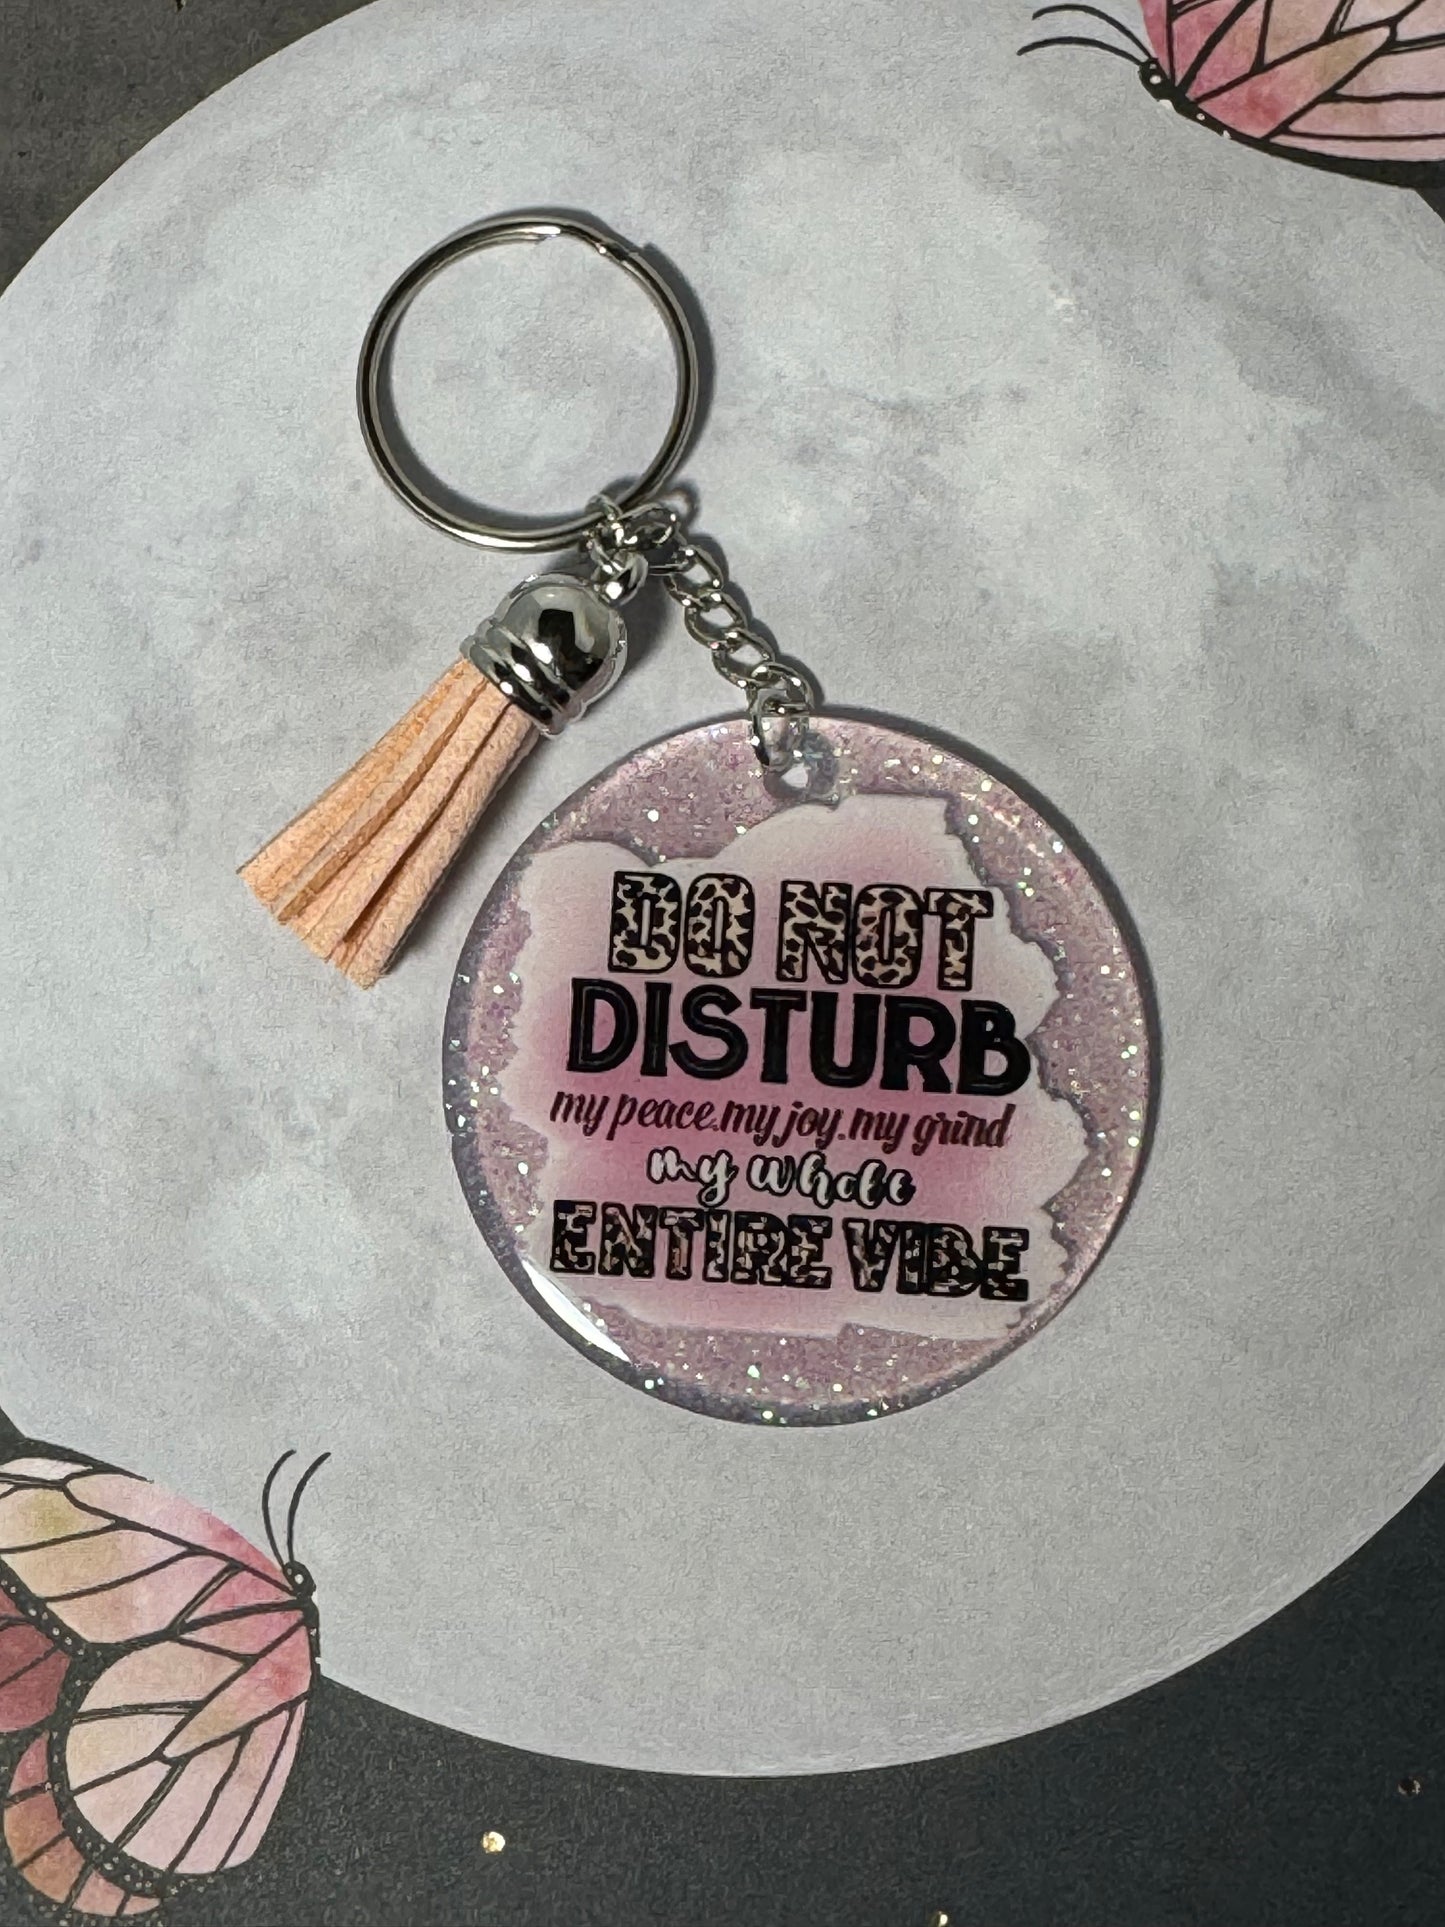 DO NOT
DISTURB
my peace.my joy.my grind
my whole
ENTIRE VIBE